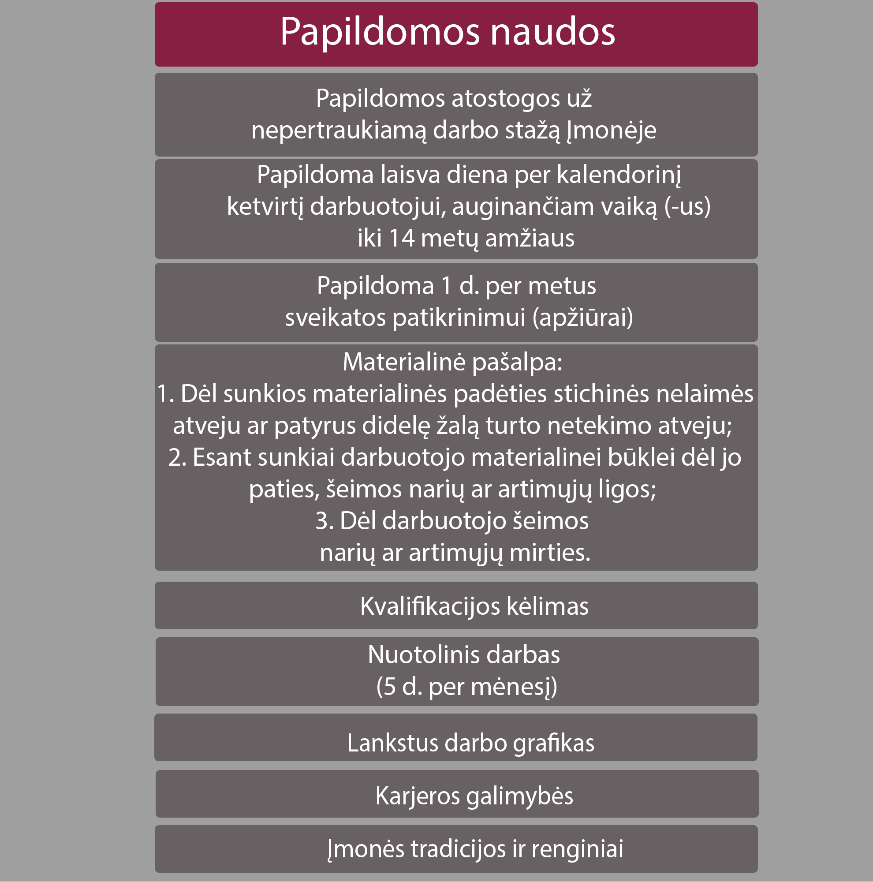 Papildomos naudos
Papildomos atostogos už
nepertraukiamą darbo stažą Įmonėje
Papildoma laisva diena per kalendorinį
ketvirtį darbuotojui, auginančiam vaiką (-us)
iki 14 metų amžiaus
Papildoma 1 d. per metus
sveikatos patikrinimui (apžiūrai)
Materialinė pašalpa:
1. Dėl sunkios materialinės padėties stichinės nelaimės
atveju ar patyrus didelę žalą turto netekimo atveju;
2. Esant sunkiai darbuotojo materialinei būklei dėl jo
paties, šeimos narių ar artimųjų ligos;
3. Dėl darbuotojo šeimos
narių ar artimųjų mirties.
Kvalifikacijos kėlimas
Nuotolinis darbas
(5 d. per mėnesį)
Lankstus darbo grafikas
Karjeros galimybės
Įmonės tradicijos ir renginiai